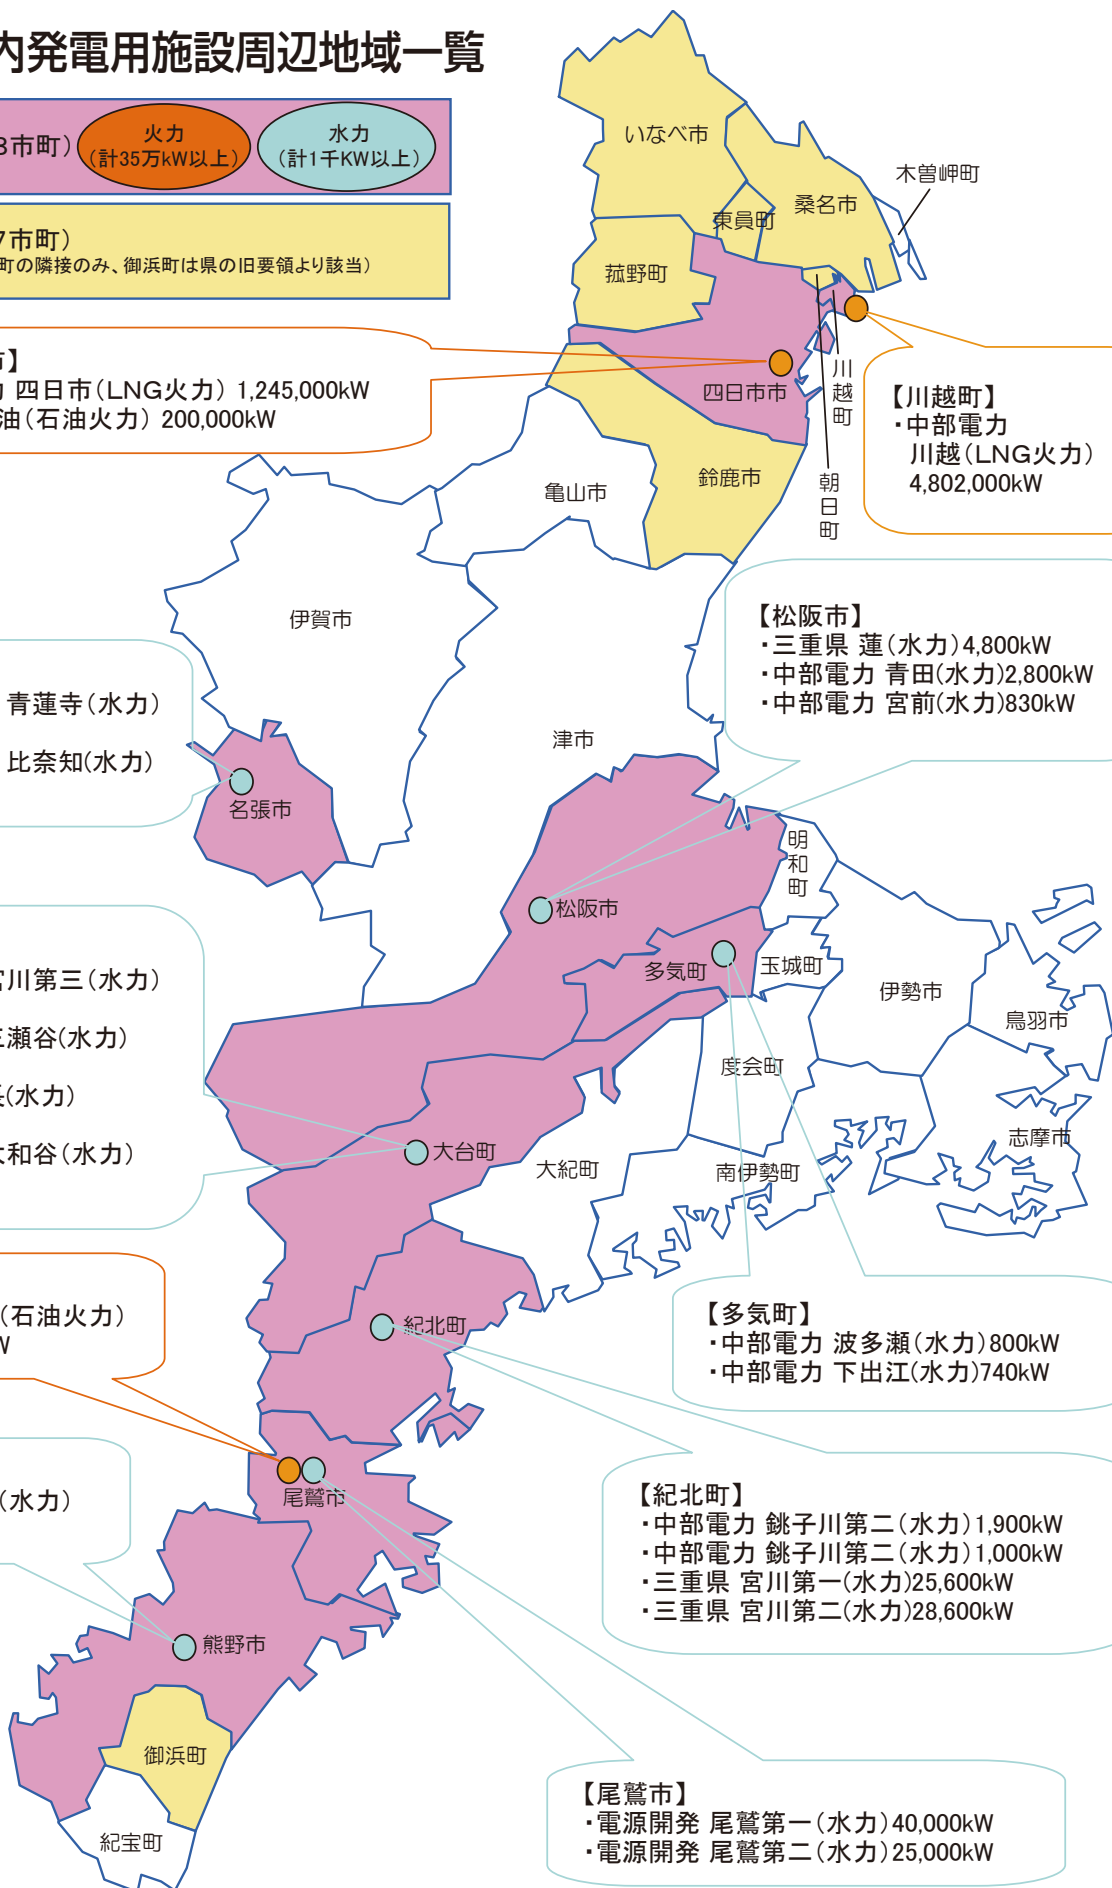 内発電用施設周辺地域一覧
市町)
火力
(計35万kW以上)
水力
(計1千KW以上)
7市町)
町の隣接のみ、御浜町は県の旧要領より該当)
市】
四日市(LNG火力) 1,245,000kW
油(石油火力) 200,000kW
いなべ市
東員町
桑名市
木曽岬町
菰野町
四日市市
川越町
朝日町
鈴鹿市
亀山市
【川越町】
・中部電力
川越(LNG火力)
4,802,000kW
伊賀市
津市
【松阪市】
・三重県 蓮(水力)4,800kW
・中部電力 青田(水力)2,800kW
・中部電力 宮前(水力)830kW
青蓮寺(水力)
比奈知(水力)
名張市
明和町
松阪市
多気町
玉城町
伊勢市
鳥羽市
宮川第三(水力)
三瀬谷(水力)
長(水力)
大和谷(水力)
度会町
大台町
大紀町
南伊勢町
志摩市
(石油火力)
W
紀北町
【多気町】
・中部電力 波多瀬(水力)800kW
・中部電力 下出江(水力)740kW
(水力)
尾鷲市
【紀北町】
・中部電力 銚子川第二(水力)1,900kW
・中部電力 銚子川第二(水力)1,000kW
・三重県 宮川第一(水力)25,600kW
・三重県 宮川第二(水力)28,600kW
熊野市
御浜町
紀宝町
【尾鷲市】
・電源開発 尾鷲第一(水力)40,000kW
・電源開発 尾鷲第二(水力)25,000kW